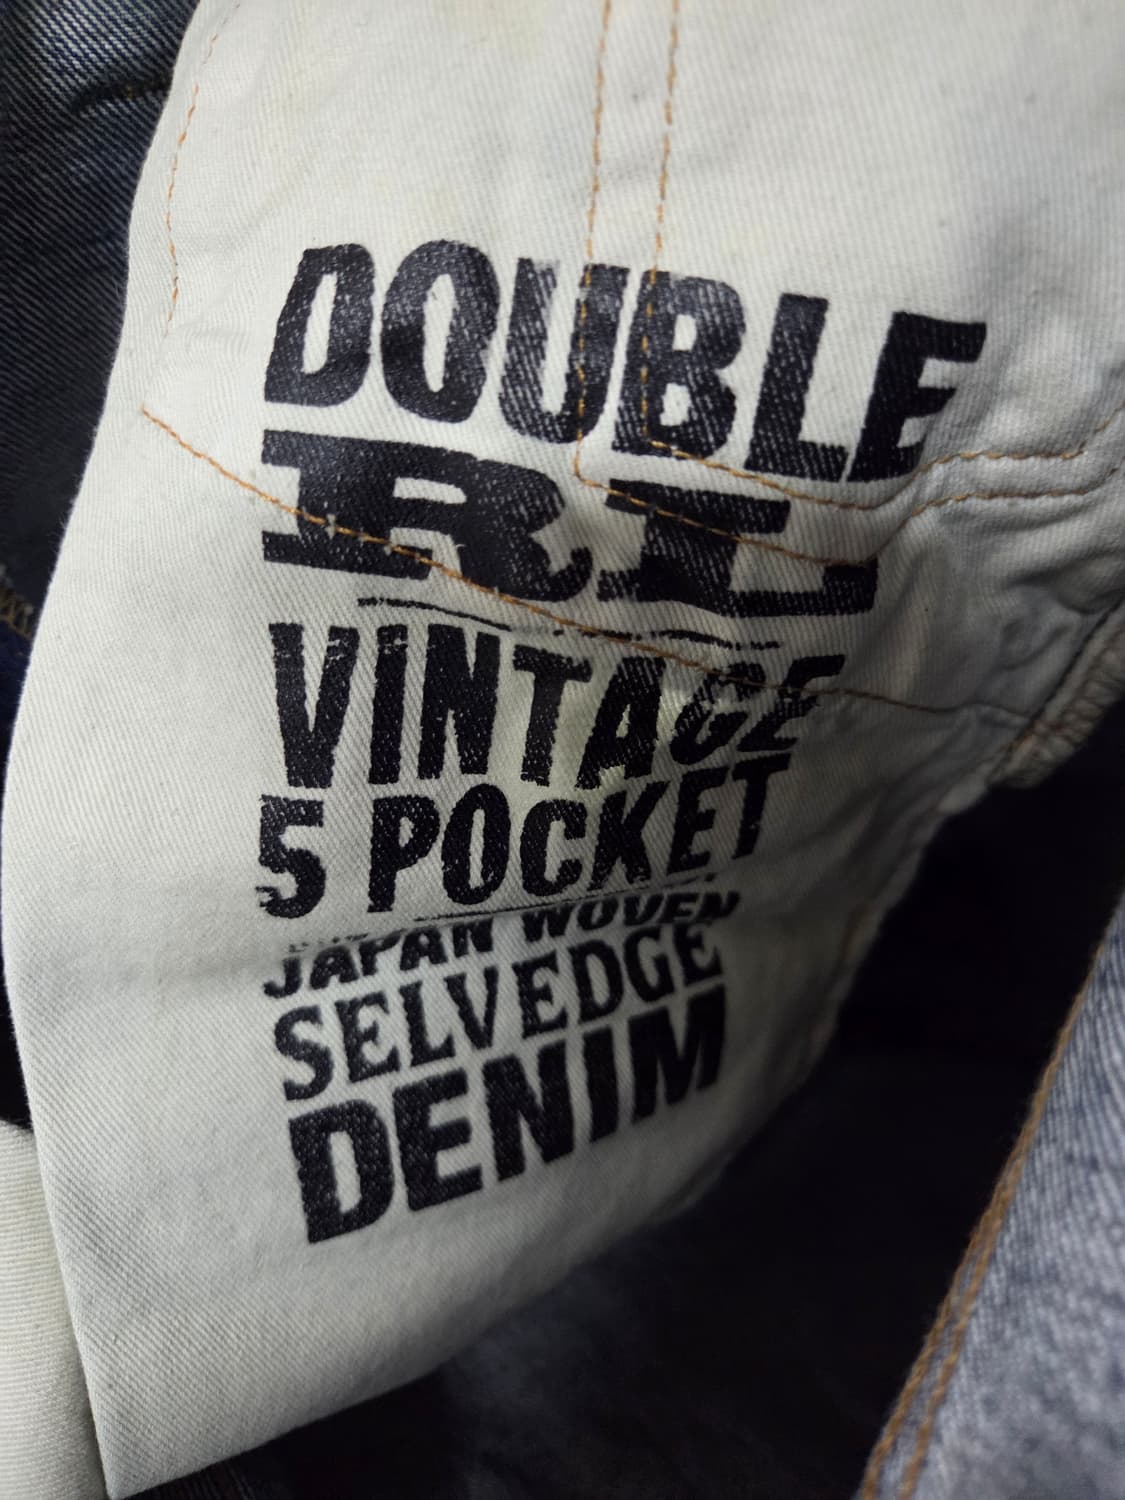 DOUBLE
RL
VINTAGE
5 POCKET
JAPAN WOVEN
SELVEDGE
DENIM